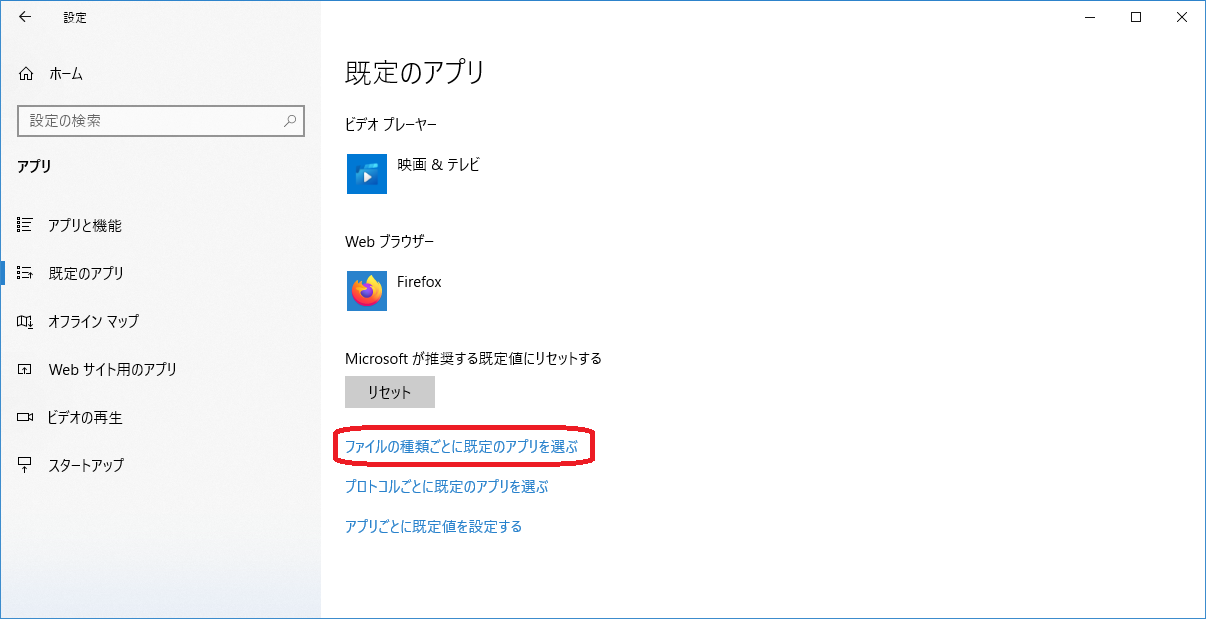 設定
ホーム
設定の検索
アプリ
アプリと機能
既定のアプリ
オフライン マップ
Web サイト用のアプリ
ビデオの再生
スタートアップ
既定のアプリ
ビデオ プレーヤー
映画 & テレビ
Web ブラウザー
Firefox
Microsoft が推奨する既定値にリセットする
リセット
ファイルの種類ごとに既定のアプリを選ぶ
プロトコルごとに既定のアプリを選ぶ
アプリごとに既定値を設定する